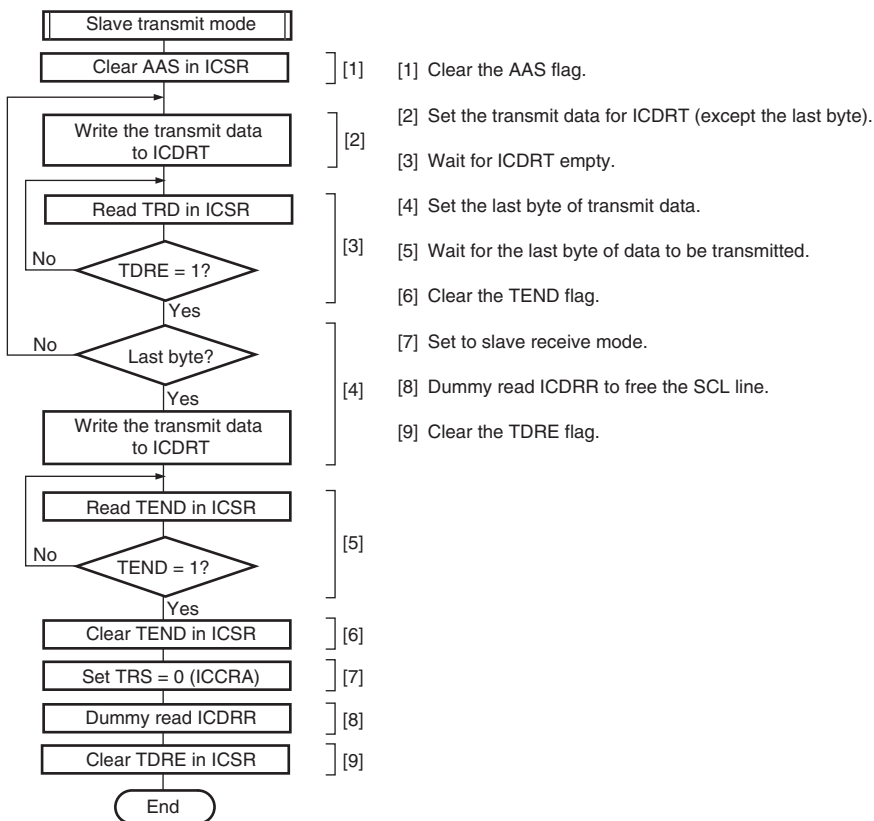 Slave transmit mode
Clear AAS in ICSR
[1]
Write the transmit data
to ICDRT
[2]
Read TRD in ICSR
[3]
No
TDRE = 1?
Yes
No
Last byte?
[4]
Yes
Write the transmit data
to ICDRT
Read TEND in ICSR
[5]
No
TEND = 1?
Yes
Clear TEND in ICSR
[6]
Set TRS = 0 (ICCRA)
[7]
Dummy read ICDRR
[8]
Clear TDRE in ICSR
[9]
End
[1] Clear the AAS flag.
[2] Set the transmit data for ICDRT (except the last byte).
[3] Wait for ICDRT empty.
[4] Set the last byte of transmit data.
[5] Wait for the last byte of data to be transmitted.
[6] Clear the TEND flag.
[7] Set to slave receive mode.
[8] Dummy read ICDRR to free the SCL line.
[9] Clear the TDRE flag.